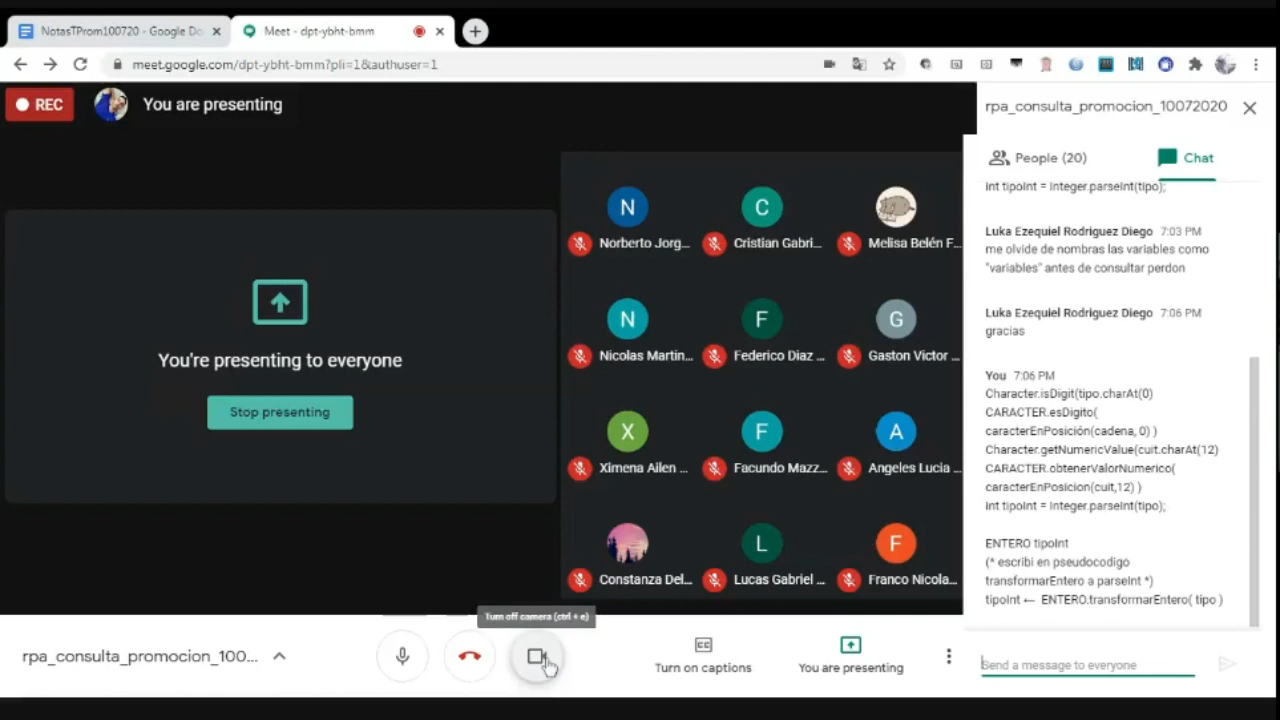 NotasTProm100720 - Google Do
Meet - dpt-ybht-bmm
meet.google.com/dpt-ybht-bmm?pli=1&authuser=1
REC
You are presenting
rpa_consulta_promocion_10072020
People (20)
Chat
int tipoInt = Integer.parseInt(tipo);
Luka Ezequiel Rodriguez Diego 7:03 PM
me olvide de nombras las variables como
"variables" antes de consultar perdon
Luka Ezequiel Rodriguez Diego 7:06 PM
gracias
You 7:06 PM
Character.isDigit(tipo.charAt(0)
CARACTER.esDigito(
caracterEnPosición(cadena, 0) )
Character.getNumericValue(cuit.charAt(12)
CARACTER.obtenerValorNumerico(
caracterEnPosicion(cuit,12) )
int tipoInt = Integer.parseInt(tipo);
ENTERO tipoInt
(* escribi en pseudocodigo
transformarEntero a parseInt *)
tipoInt ← ENTERO.transformarEntero( tipo )
Send a message to everyone
You're presenting to everyone
Stop presenting
N
C
Norberto Jorg...
Cristian Gabri...
Melisa Belén F...
N
F
G
Nicolas Martin...
Federico Diaz ...
Gaston Victor ...
X
F
A
Ximena Ailen ...
Facundo Mazz...
Angeles Lucia ...
L
F
Constanza Del...
Lucas Gabriel ...
Franco Nicola...
Turn off camera (ctrl + e)
rpa_consulta_promocion_100...
CC
Turn on captions
You are presenting